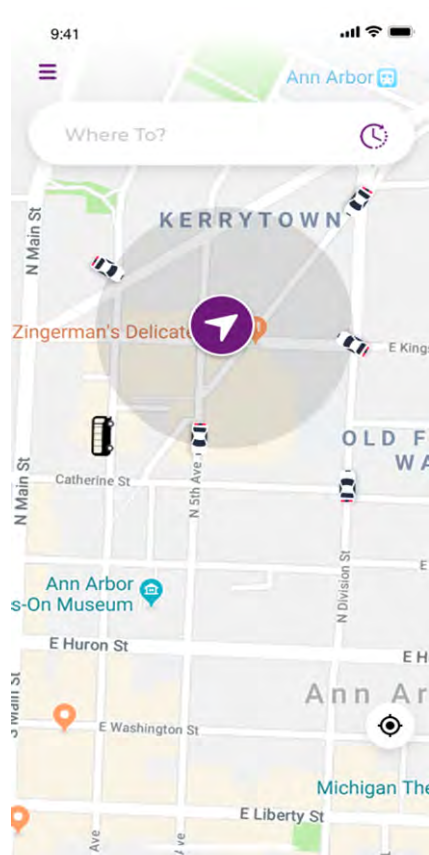 9:41
Ann Arbor
Where To?
KERRYTOWN
N Main St
Zingerman's Delicate
E Kings
OLD F
WA
N Main St
Catherine St
N 5th Ave
E
Ann Arbor
s-On Museum
N Division St
E Huron St
E H
S Main St
Ann Ar
E Washington St
Michigan The
E Liberty St
Ave
Ave